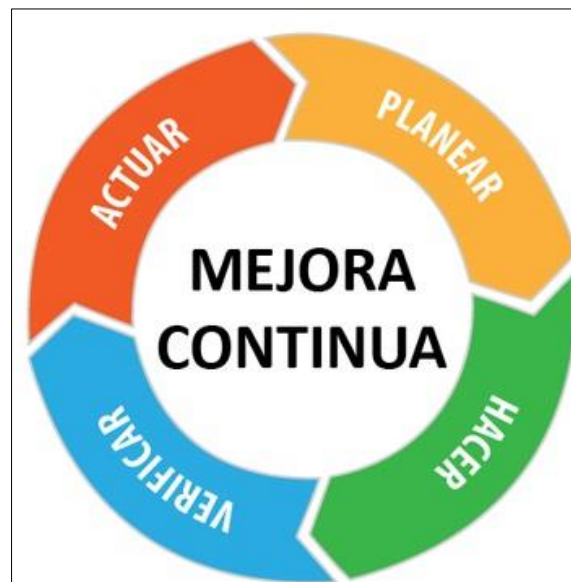 PLANEAR
HACER
VERIFICAR
ACTUAR
MEJORA
CONTINUA